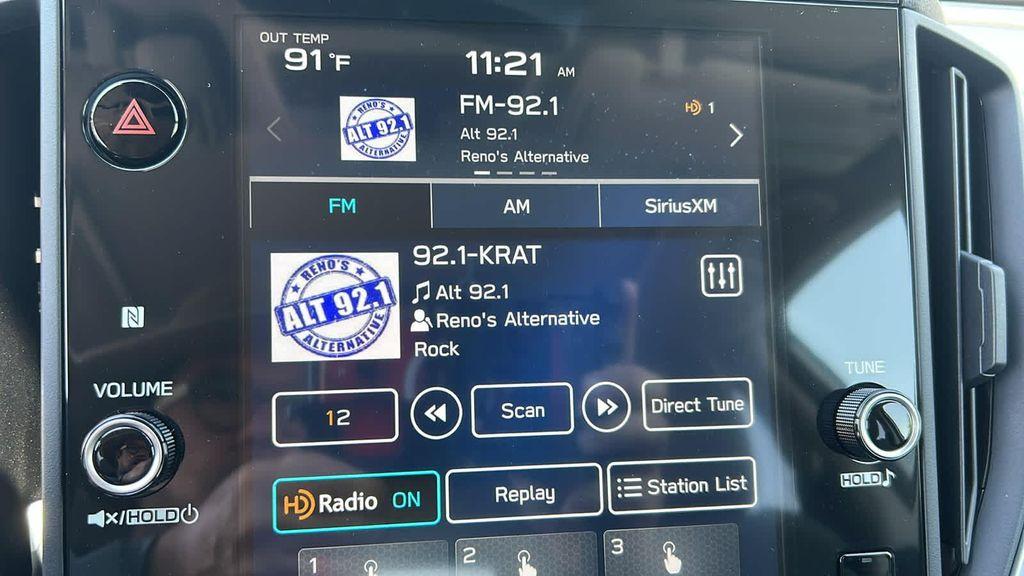 OUT TEMP
91°F
11:21 AM
RENO'S
ALT 92.1
ALTERNATIVE
FM-92.1
HD 1
Alt 92.1
Reno's Alternative
FM
AM
SiriusXM
RENO'S
ALT 92.1
ALTERNATIVE
92.1-KRAT
Alt 92.1
Reno's Alternative
Rock
N
VOLUME
TUNE
12
Scan
Direct Tune
HD Radio ON
Replay
Station List
HOLD
/HOLD
1
2
3